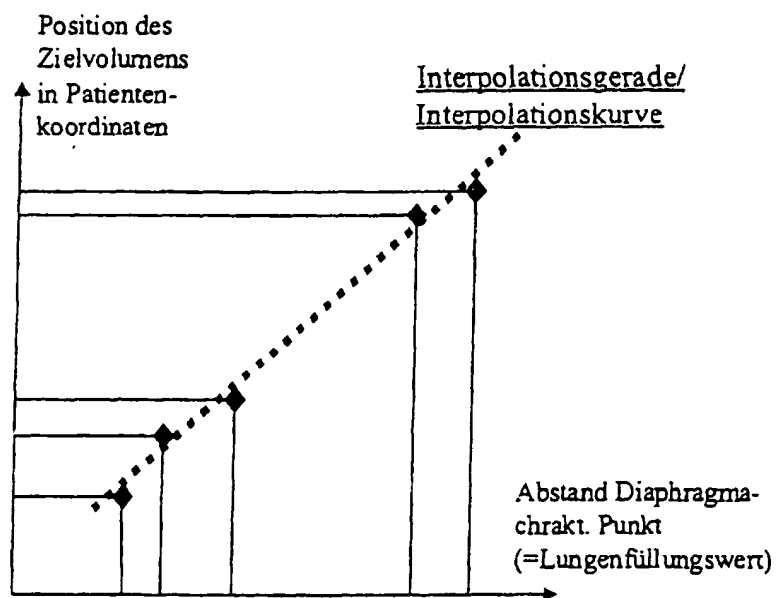 Position des
Zielvolumens
in Patienten-
koordinaten
Interpolationsgerade/
Interpolationskurve
Abstand Diaphragma-
chrakt. Punkt
(=Lungenfüllungswert)